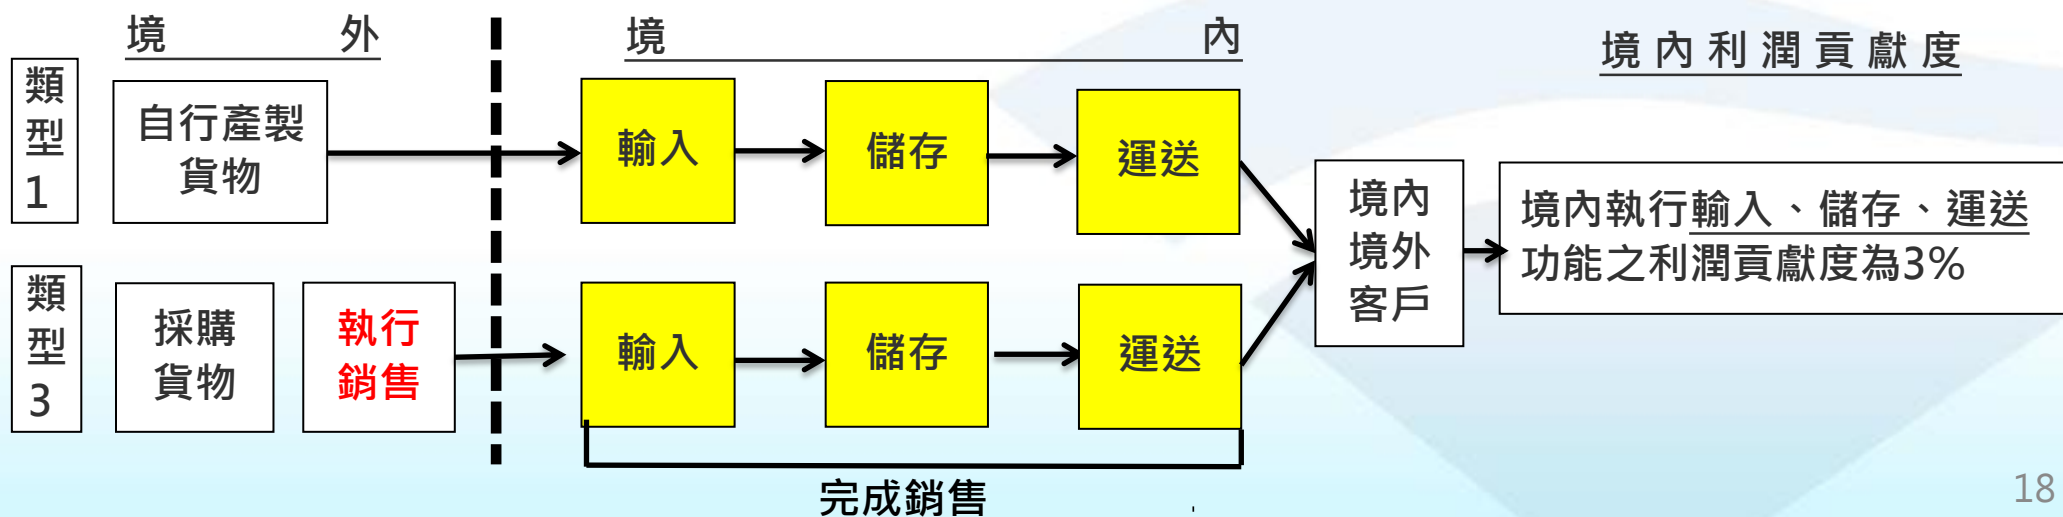 境外
境內
境內利潤貢獻度
類
型
1
自行產製
貨物
輸入
儲存
運送
境內
境外
客戶
境內執行輸入、儲存、運送
功能之利潤貢獻度為3%
類
型
3
採購
貨物
執行
銷售
輸入
儲存
運送
完成銷售
18